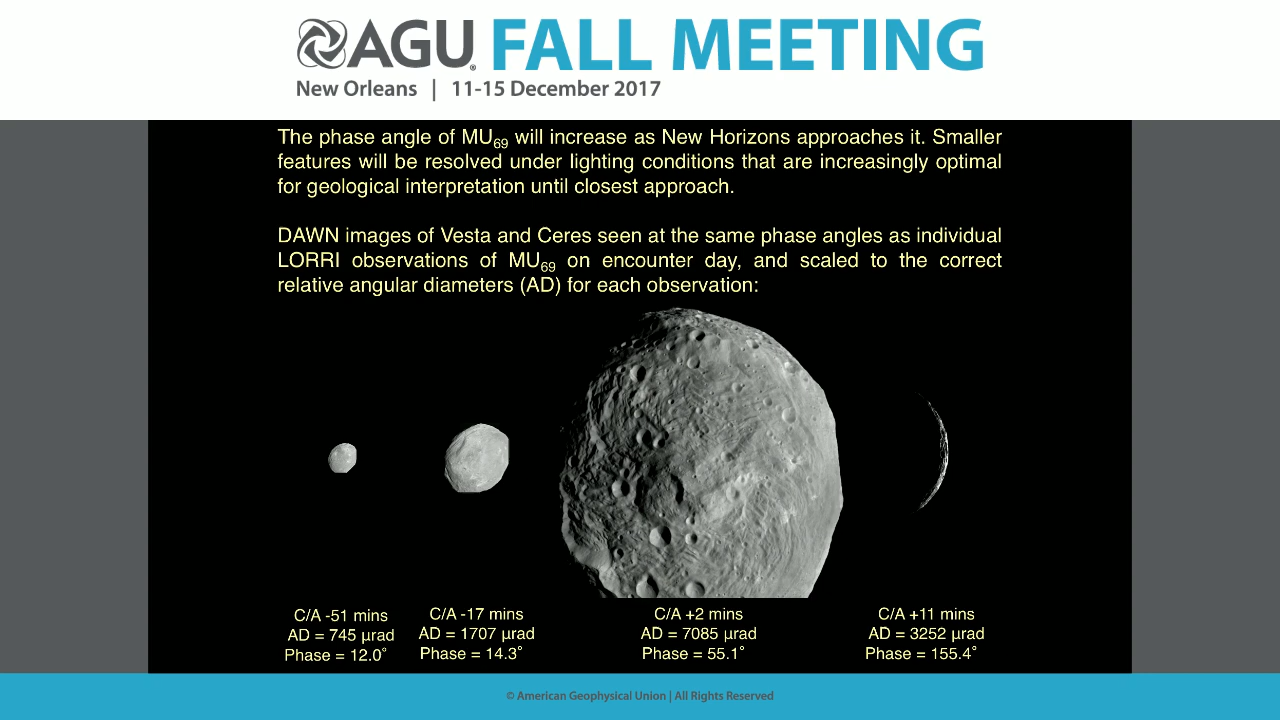 AGU FALL MEETING
New Orleans | 11-15 December 2017
The phase angle of MU69 will increase as New Horizons approaches it. Smaller
features will be resolved under lighting conditions that are increasingly optimal
for geological interpretation until closest approach.
DAWN images of Vesta and Ceres seen at the same phase angles as individual
LORRI observations of MU69 on encounter day, and scaled to the correct
relative angular diameters (AD) for each observation:
C/A -51 mins
AD = 745 µrad
Phase = 12.0°
C/A -17 mins
AD = 1707 µrad
Phase = 14.3°
C/A +2 mins
AD = 7085 µrad
Phase = 55.1°
C/A +11 mins
AD = 3252 µrad
Phase = 155.4°
© American Geophysical Union | All Rights Reserved